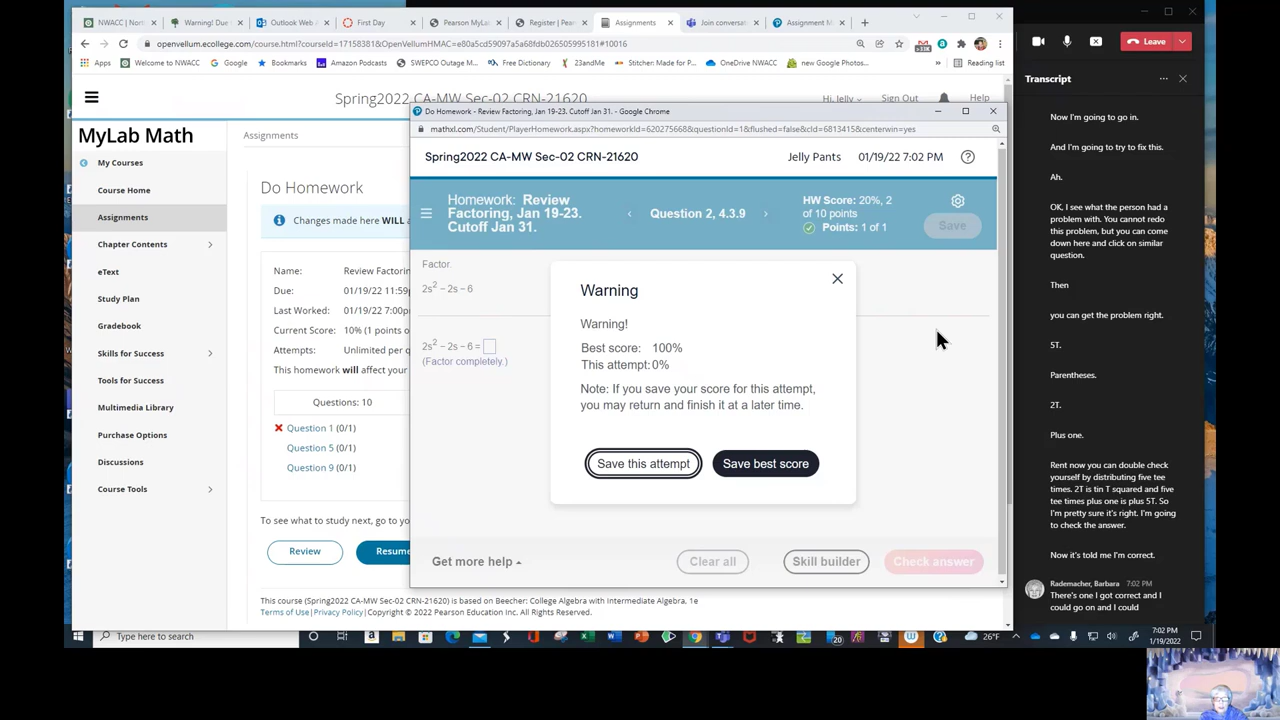 NWACC | Nort
Warning! Due
Outlook Web A
First Day
Pearson MyLa
Register | Pea
Assignments
Join conversat
Assignment M
openvellum.ecollege.com/course.html?courseId=17158381&OpenVellumHMAC=e80a5cd59097a5a68fdb026505995181#10016
Apps
Welcome to NWACC
Google
Bookmarks
Amazon Podcasts
SWEPCO Outage M...
Free Dictionary
23andMe
Stitcher: Made for P...
OneDrive NWACC
new Google Photos...
Reading list
Leave
Transcript
Spring2022 CA-MW Sec-02 CRN-21620
Hi, Jelly
Sign Out
Help
MyLab Math
Assignments
My Courses
Course Home
Assignments
Chapter Contents
eText
Study Plan
Gradebook
Skills for Success
Tools for Success
Multimedia Library
Purchase Options
Discussions
Course Tools
Do Homework
Changes made here WILL a
Name: Review Factorin
Due: 01/19/22 11:59p
Last Worked: 01/19/22 7:00pm
Current Score: 10% (1 points o
Attempts: Unlimited per q
This homework will affect your
Questions: 10
Question 1 (0/1)
Question 5 (0/1)
Question 9 (0/1)
To see what to study next, go to yo
Review
Resume
This course (Spring2022 CA-MW Sec-02 CRN-21620) is based on Beecher: College Algebra with Intermediate Algebra, 1e
Terms of Use | Privacy Policy | Copyright © 2022 Pearson Education Inc. All Rights Reserved.
Do Homework - Review Factoring, Jan 19-23. Cutoff Jan 31. - Google Chrome
mathxl.com/Student/PlayerHomework.aspx?homeworkId=620275668&questionId=1&flushed=false&cId=6813415&centerwin=yes
Spring2022 CA-MW Sec-02 CRN-21620
Jelly Pants
01/19/22 7:02 PM
Homework: Review
Factoring, Jan 19-23.
Cutoff Jan 31.
Question 2, 4.3.9
HW Score: 20%, 2
of 10 points
Points: 1 of 1
Save
Factor.
2s² − 2s − 6
2s² − 2s − 6 =
(Factor completely.)
Warning
Warning!
Best score: 100%
This attempt: 0%
Note: If you save your score for this attempt,
you may return and finish it at a later time.
Save this attempt
Save best score
Get more help
Clear all
Skill builder
Check answer
Now I'm going to go in.
And I'm going to try to fix this.
Ah.
OK, I see what the person had a
problem with. You cannot redo
this problem, but you can come
down here and click on similar
question.
Then
you can get the problem right.
5T.
Parentheses.
2T.
Plus one.
Rent now you can double check
yourself by distributing five tee
times. 2T is tin T squared and five
tee times plus one is plus 5T. So
I'm pretty sure it's right. I'm going
to check the answer.
Now it's told me I'm correct.
Rademacher, Barbara 7:02 PM
There's one I got correct and I
could go on and I could
Type here to search
20
26°F
7:02 PM
1/19/2022